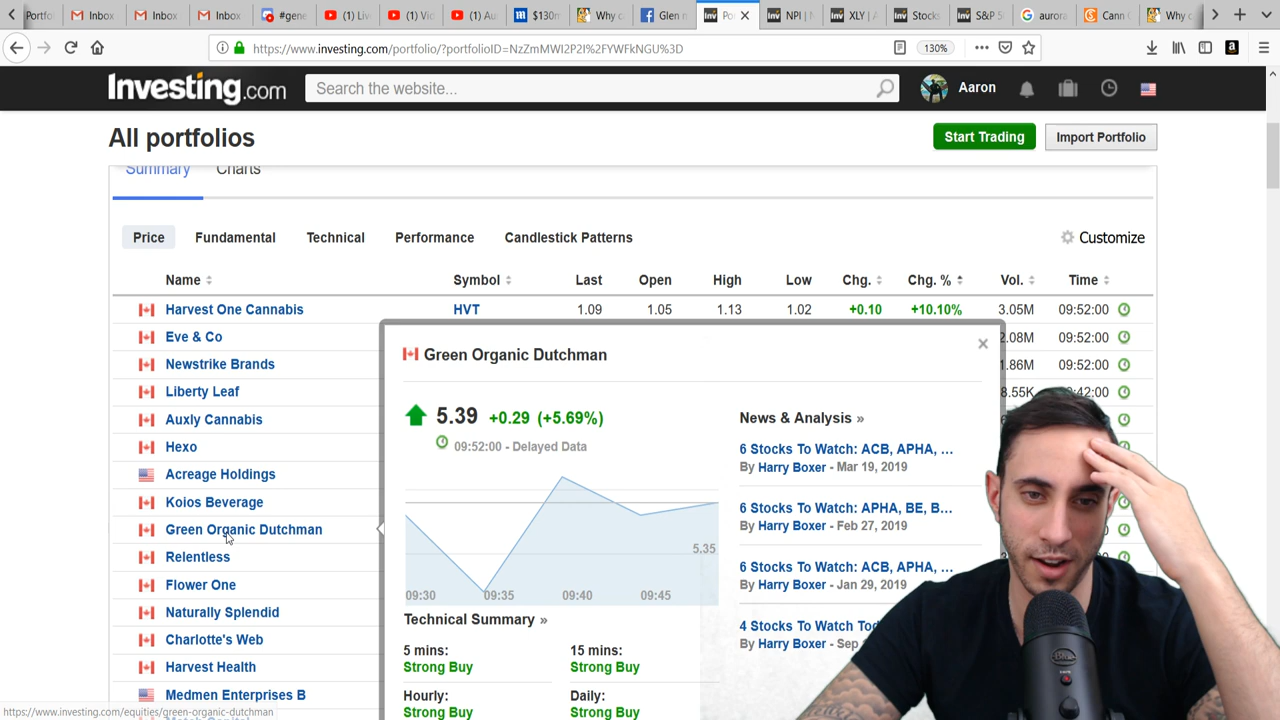 Portfo
Inbox
Inbox
Inbox
#gene
(1) Liv
(1) Vic
(1) Au
$130m
Why c
Glen n
Po
NPI | N
XLY | A
Stocks
S&P 5
aurora
Cann C
Why c
https://www.investing.com/portfolio/?portfolioID=NzZmMWI2P2I%2FYWFkNGU%3D
130%
Investing.com
Search the website...
Aaron
All portfolios
Start Trading
Import Portfolio
Summary
Charts
Price
Fundamental
Technical
Performance
Candlestick Patterns
Customize
Name
Symbol
Last
Open
High
Low
Chg.
Chg. %
Vol.
Time
Harvest One Cannabis
HVT
1.09
1.05
1.13
1.02
+0.10
+10.10%
3.05M
09:52:00
Eve & Co
2.08M
09:52:00
Newstrike Brands
1.86M
09:52:00
Liberty Leaf
8.55K
09:42:00
Auxly Cannabis
Hexo
Acreage Holdings
Koios Beverage
Green Organic Dutchman
Relentless
Flower One
Naturally Splendid
Charlotte's Web
Harvest Health
Medmen Enterprises B
Green Organic Dutchman
5.39
+0.29
(+5.69%)
09:52:00 - Delayed Data
5.35
09:30
09:35
09:40
09:45
Technical Summary »
5 mins:
Strong Buy
15 mins:
Strong Buy
Hourly:
Strong Buy
Daily:
Strong Buy
News & Analysis »
6 Stocks To Watch: ACB, APHA, ...
By Harry Boxer - Mar 19, 2019
6 Stocks To Watch: APHA, BE, B...
By Harry Boxer - Feb 27, 2019
6 Stocks To Watch: ACB, APHA, ...
By Harry Boxer - Jan 29, 2019
4 Stocks To Watch Tod
By Harry Boxer - Sep
https://www.investing.com/equities/green-organic-dutchman